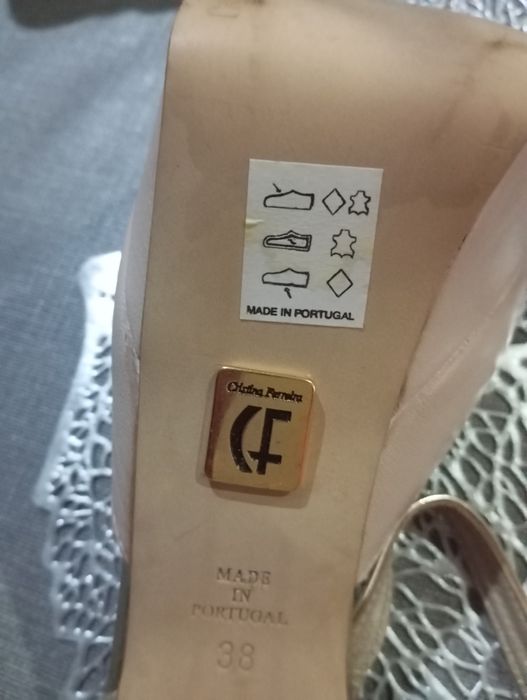 MADE IN PORTUGAL
Cristina Ferreira
CF
MADE
IN
PORTUGAL
38